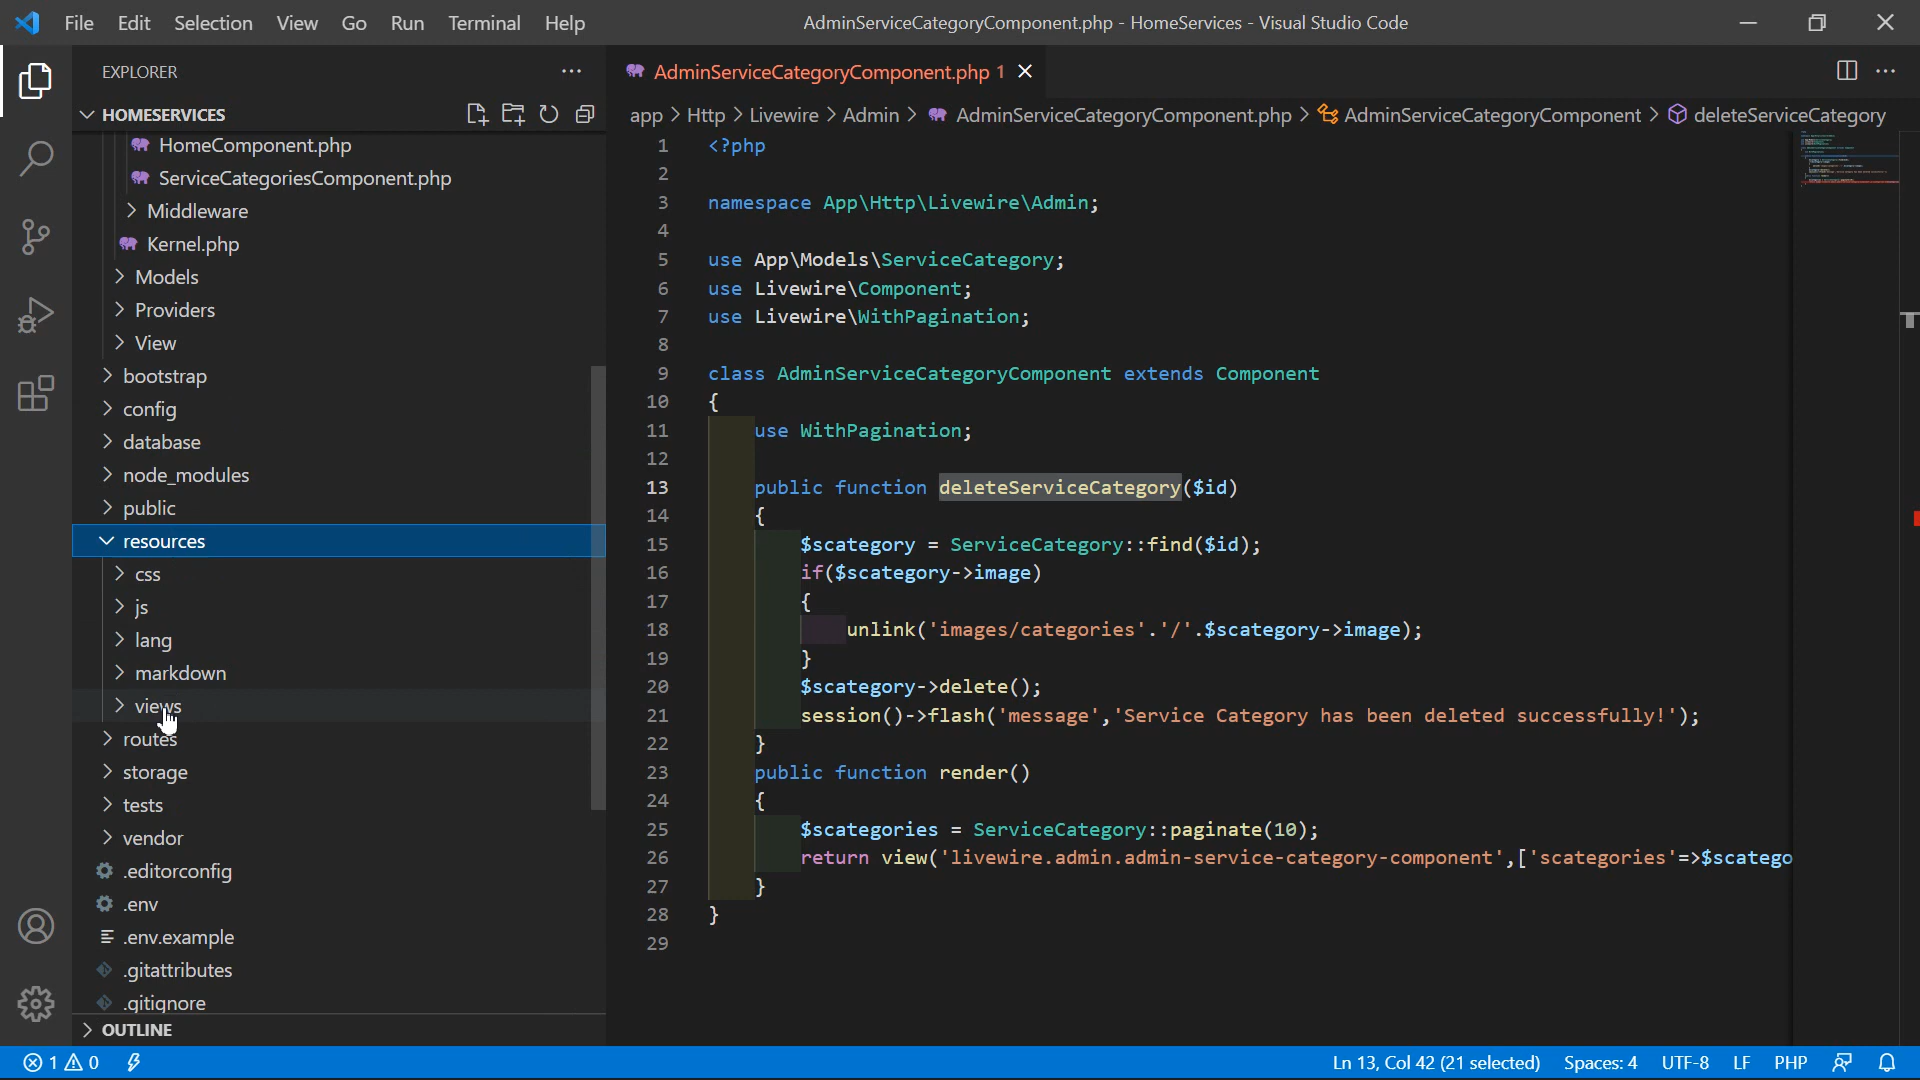 File Edit Selection View Go Run Terminal Help
AdminServiceCategoryComponent.php - HomeServices - Visual Studio Code
EXPLORER
HOMESERVICES
HomeComponent.php
ServiceCategoriesComponent.php
Middleware
Kernel.php
Models
Providers
View
bootstrap
config
database
node_modules
public
resources
css
js
lang
markdown
views
routes
storage
tests
vendor
.editorconfig
.env
.env.example
.gitattributes
.gitignore
OUTLINE
AdminServiceCategoryComponent.php 1
app > Http > Livewire > Admin > AdminServiceCategoryComponent.php > AdminServiceCategoryComponent > deleteServiceCategory
1 <?php
2
3 namespace App\Http\Livewire\Admin;
4
5 use App\Models\ServiceCategory;
6 use Livewire\Component;
7 use Livewire\WithPagination;
8
9 class AdminServiceCategoryComponent extends Component
10 {
11 use WithPagination;
12
13 public function deleteServiceCategory($id)
14 {
15 $scategory = ServiceCategory::find($id);
16 if($scategory->image)
17 {
18 unlink('images/categories'.'/'.$scategory->image);
19 }
20 $scategory->delete();
21 session()->flash('message','Service Category has been deleted successfully!');
22 }
23 public function render()
24 {
25 $scategories = ServiceCategory::paginate(10);
26 return view('livewire.admin.admin-service-category-component',['scategories'=>$scatego
27 }
28 }
29
1 0
Ln 13, Col 42 (21 selected) Spaces: 4 UTF-8 LF PHP